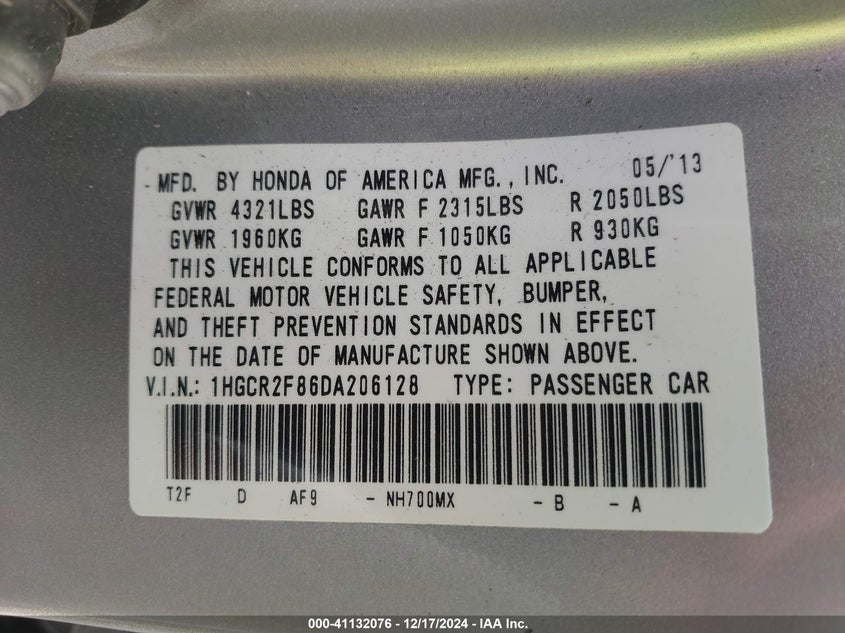 MFD. BY HONDA OF AMERICA MFG., INC. 05/'13
GVWR 4321LBS GAWR F 2315LBS R 2050LBS
GVWR 1960KG GAWR F 1050KG R 930KG
THIS VEHICLE CONFORMS TO ALL APPLICABLE
FEDERAL MOTOR VEHICLE SAFETY, BUMPER,
AND THEFT PREVENTION STANDARDS IN EFFECT
ON THE DATE OF MANUFACTURE SHOWN ABOVE.
V.I.N.: 1HGCR2F86DA206128 TYPE: PASSENGER CAR
T2F D AF9 - NH700MX - B - A
000-41132076 - 12/17/2024 - IAA Inc.